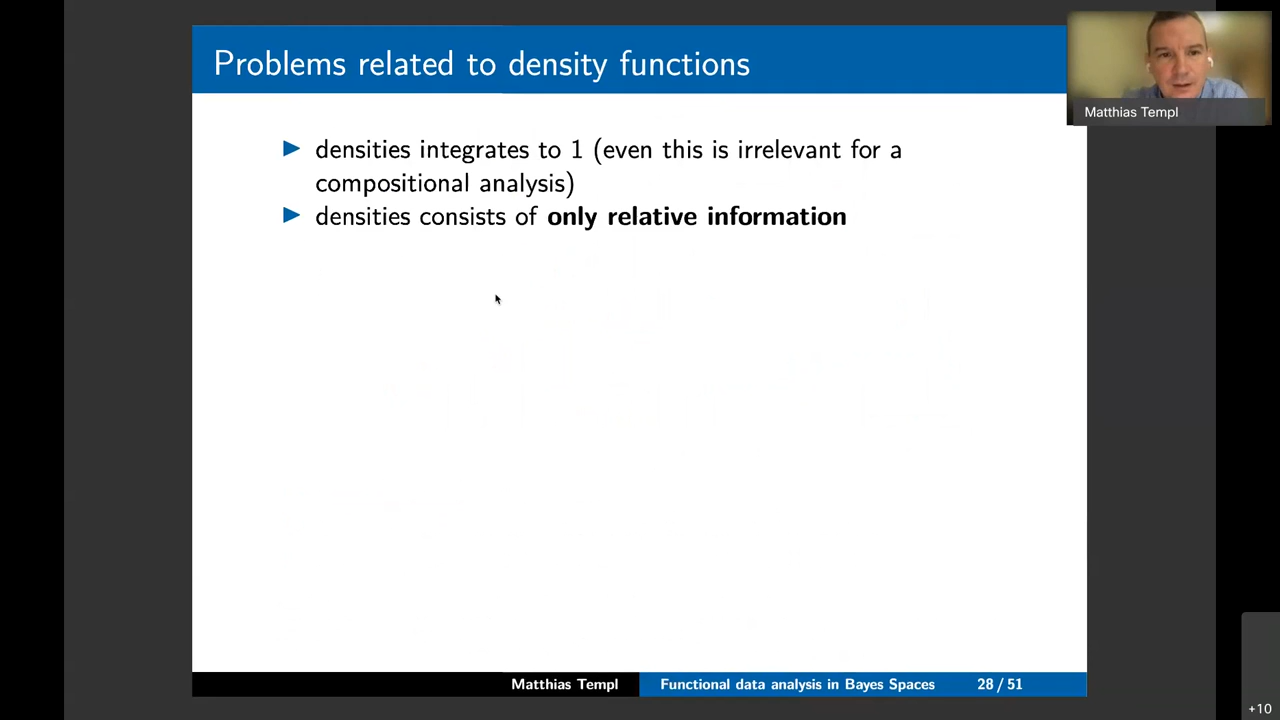 Problems related to density functions
Matthias Templ
densities integrates to 1 (even this is irrelevant for a
compositional analysis)
densities consists of only relative information
Matthias Templ
Functional data analysis in Bayes Spaces
28 / 51
+10